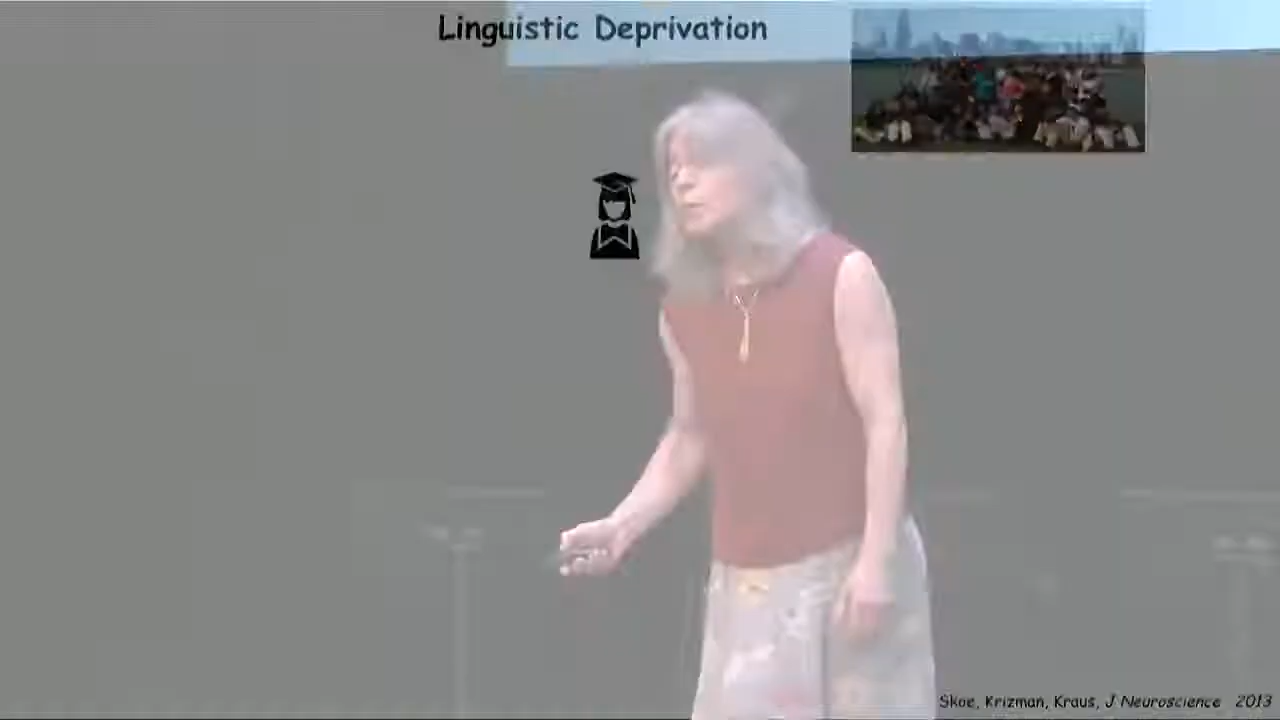 Linguistic Deprivation
Skoe, Krizman, Kraus, J Neuroscience 2013